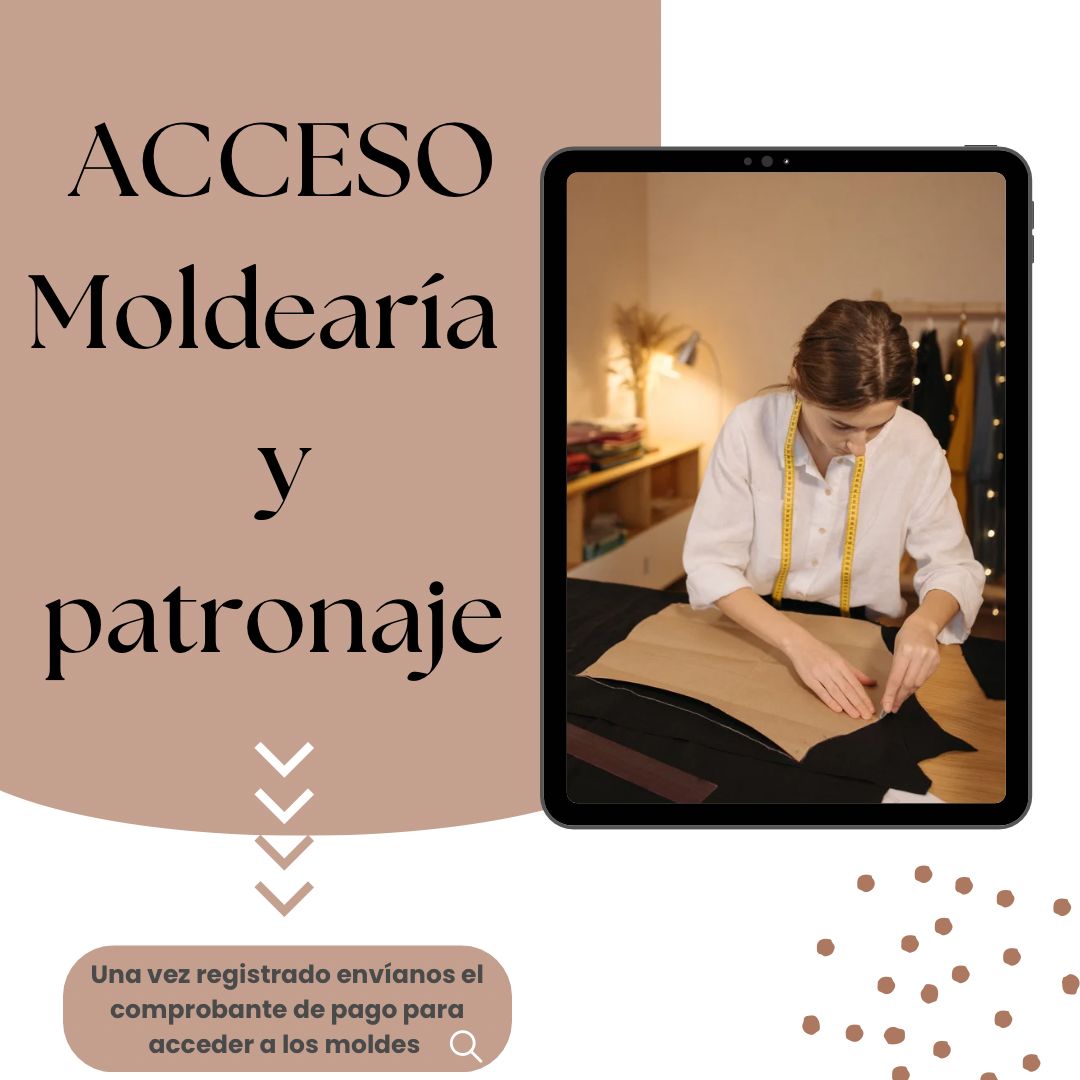 ACCESO
Moldearía
y
patronaje
Una vez registrado envíanos el
comprobante de pago para
acceder a los moldes